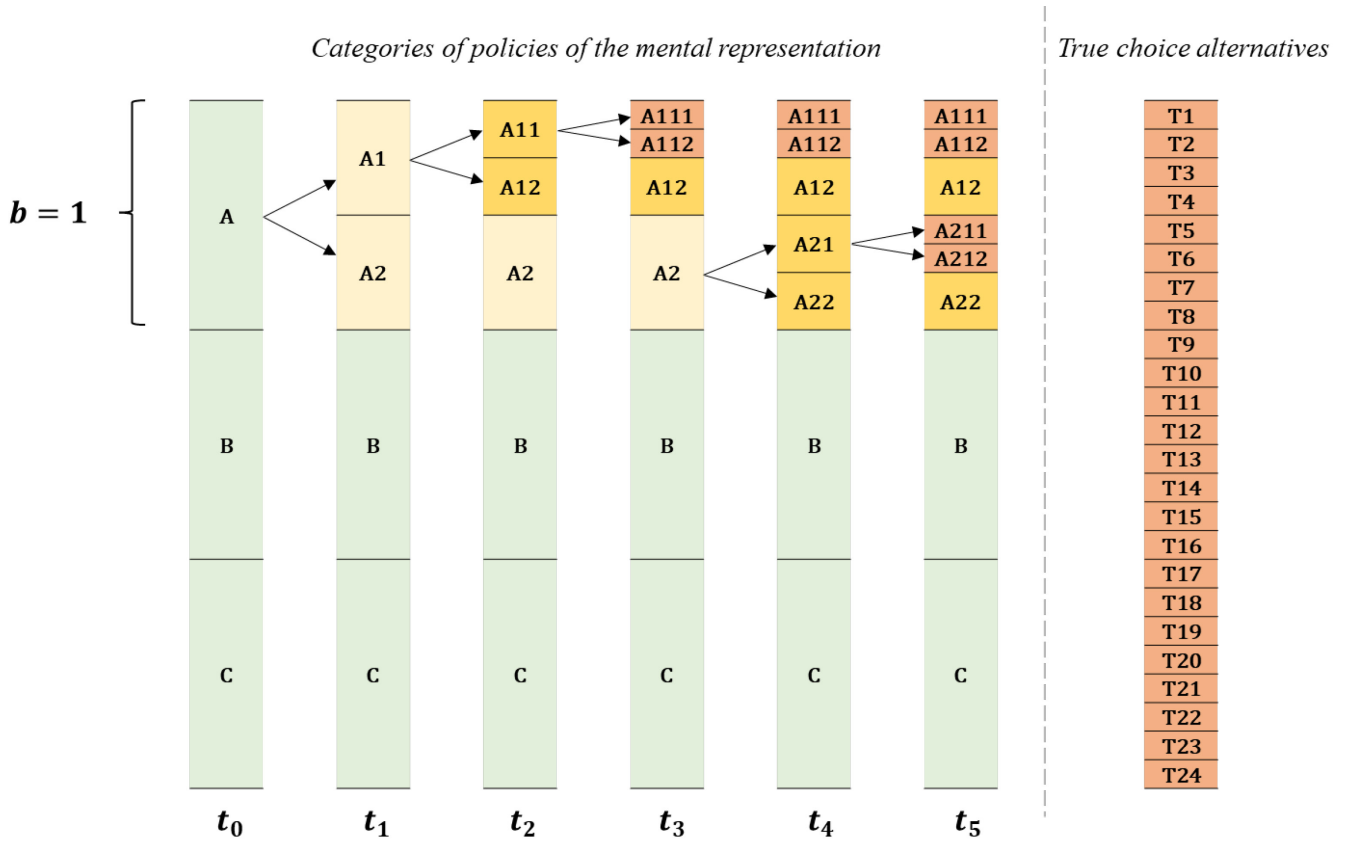 Categories of policies of the mental representation
True choice alternatives
b = 1
A
B
C
t₀
A1
A2
B
C
t₁
A11
A12
A2
B
C
t₂
A111
A112
A12
A2
B
C
t₃
A111
A112
A12
A21
A22
B
C
t₄
A111
A112
A12
A211
A212
A22
B
C
t₅
T1
T2
T3
T4
T5
T6
T7
T8
T9
T10
T11
T12
T13
T14
T15
T16
T17
T18
T19
T20
T21
T22
T23
T24